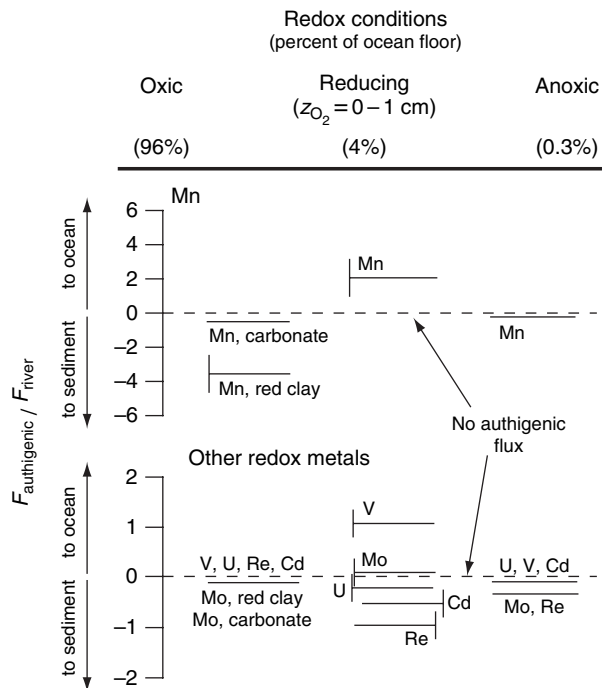 Redox conditions
(percent of ocean floor)
Oxic
Reducing
Anoxic
(z_O₂ = 0 – 1 cm)
(96%)
(4%)
(0.3%)
Mn
6
4
2
0
−2
−4
−6
to ocean
to sediment
Mn
Mn, carbonate
Mn
Mn, red clay
F_authigenic / F_river
No authigenic
flux
Other redox metals
2
1
0
−1
−2
to ocean
to sediment
V
V, U, Re, Cd
Mo
U, V, Cd
Mo, red clay
U
Mo, Re
Mo, carbonate
Cd
Re